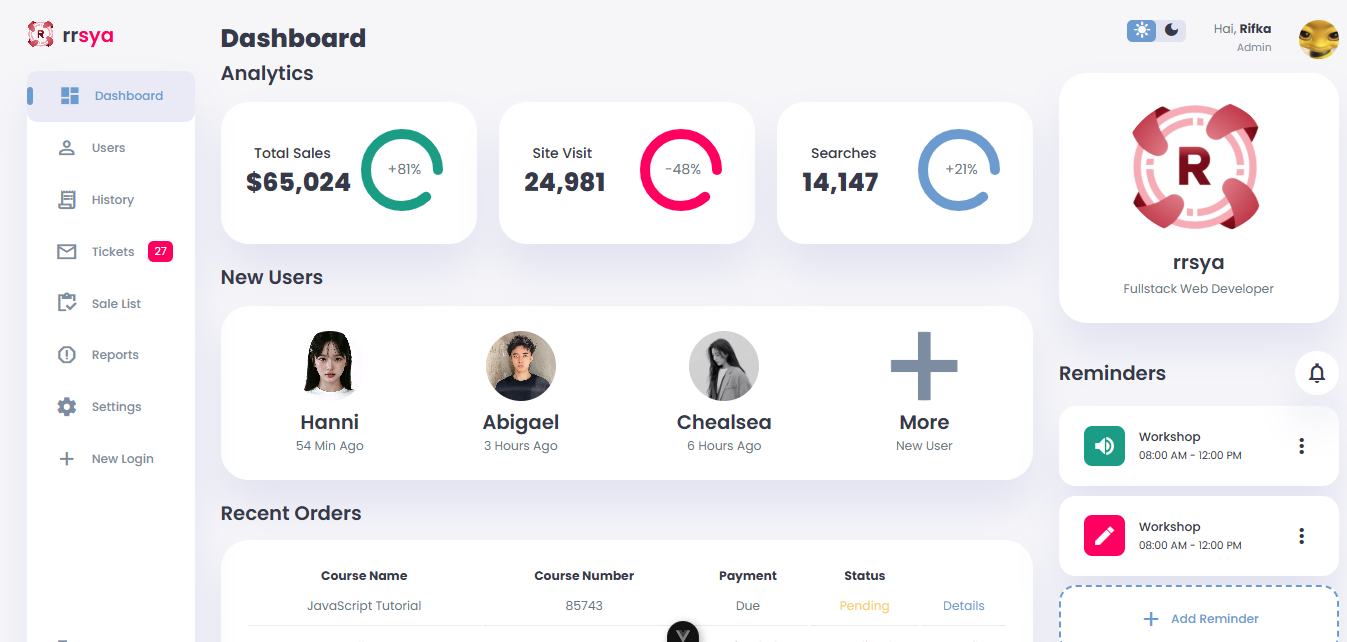 rrsya
Dashboard
Users
History
Tickets 27
Sale List
Reports
Settings
New Login
Dashboard
Analytics
Total Sales
$65,024
+81%
Site Visit
24,981
-48%
Searches
14,147
+21%
New Users
Hanni
54 Min Ago
Abigael
3 Hours Ago
Chealsea
6 Hours Ago
More
New User
Recent Orders
Course Name Course Number Payment Status
JavaScript Tutorial 85743 Due Pending Details
Hai, Rifka
Admin
R
rrsya
Fullstack Web Developer
Reminders
Workshop
08:00 AM - 12:00 PM
Workshop
08:00 AM - 12:00 PM
Add Reminder